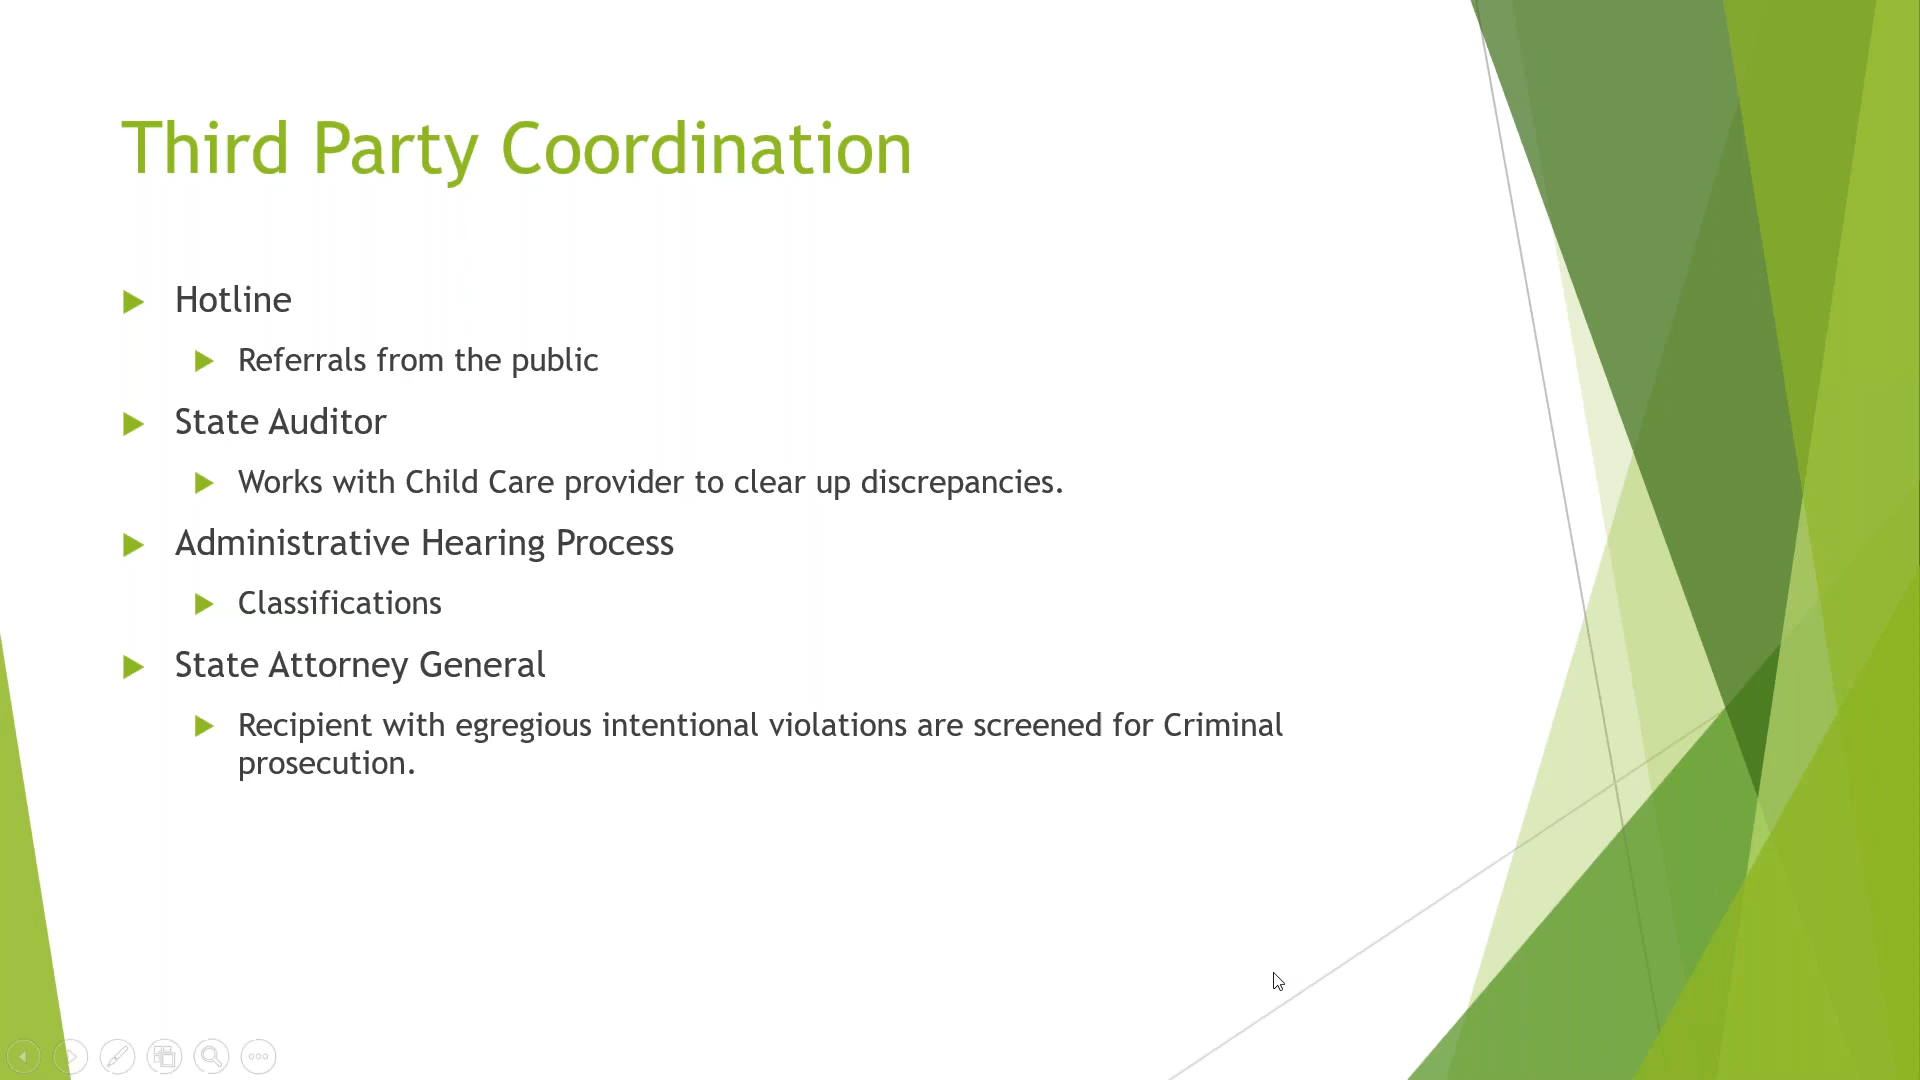 Third Party Coordination
Hotline
Referrals from the public
State Auditor
Works with Child Care provider to clear up discrepancies.
Administrative Hearing Process
Classifications
State Attorney General
Recipient with egregious intentional violations are screened for Criminal
prosecution.